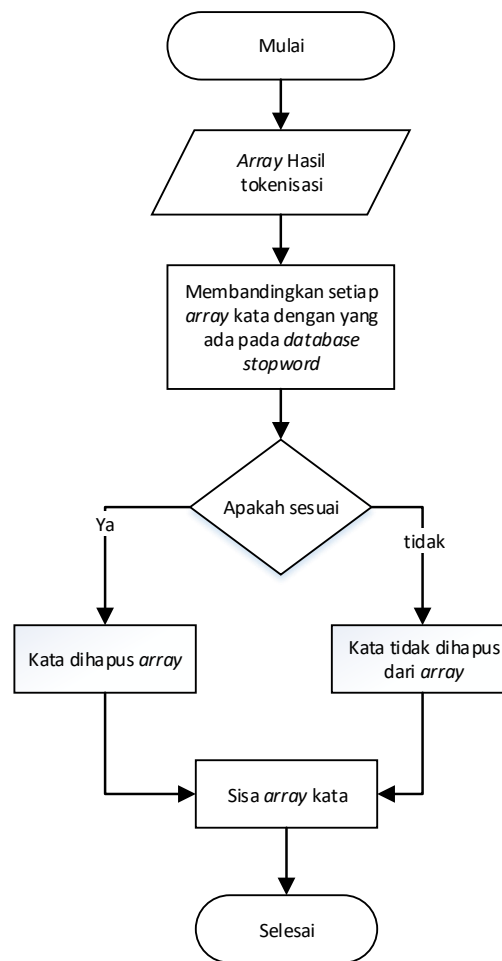 Mulai
Array Hasil
tokenisasi
Membandingkan setiap
array kata dengan yang
ada pada database
stopword
Apakah sesuai
Ya
tidak
Kata dihapus array
Kata tidak dihapus
dari array
Sisa array kata
Selesai